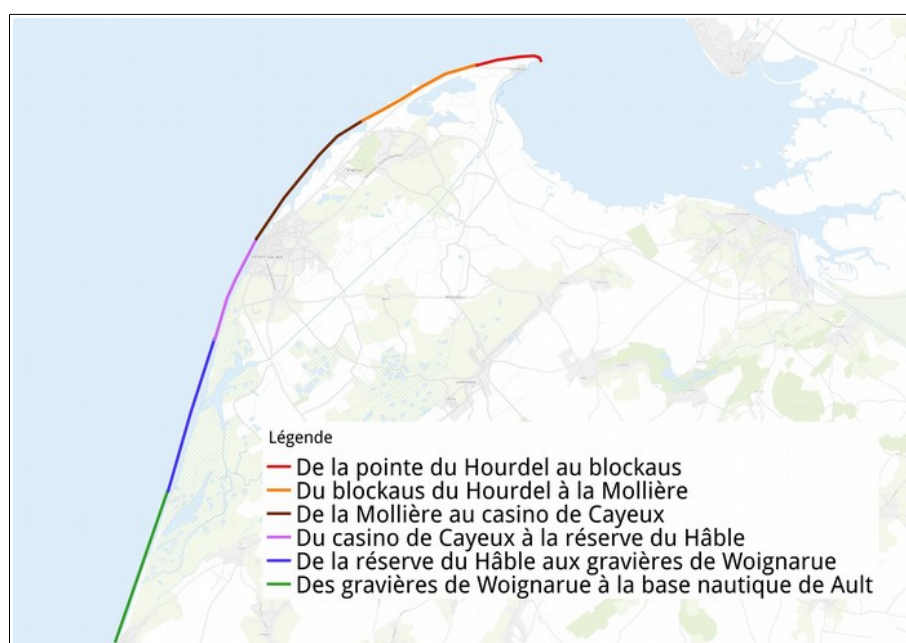 Légende
De la pointe du Hourdel au blockaus
Du blockaus du Hourdel à la Mollière
De la Mollière au casino de Cayeux
Du casino de Cayeux à la réserve du Hâble
De la réserve du Hâble aux gravières de Woignarue
Des gravières de Woignarue à la base nautique de Ault